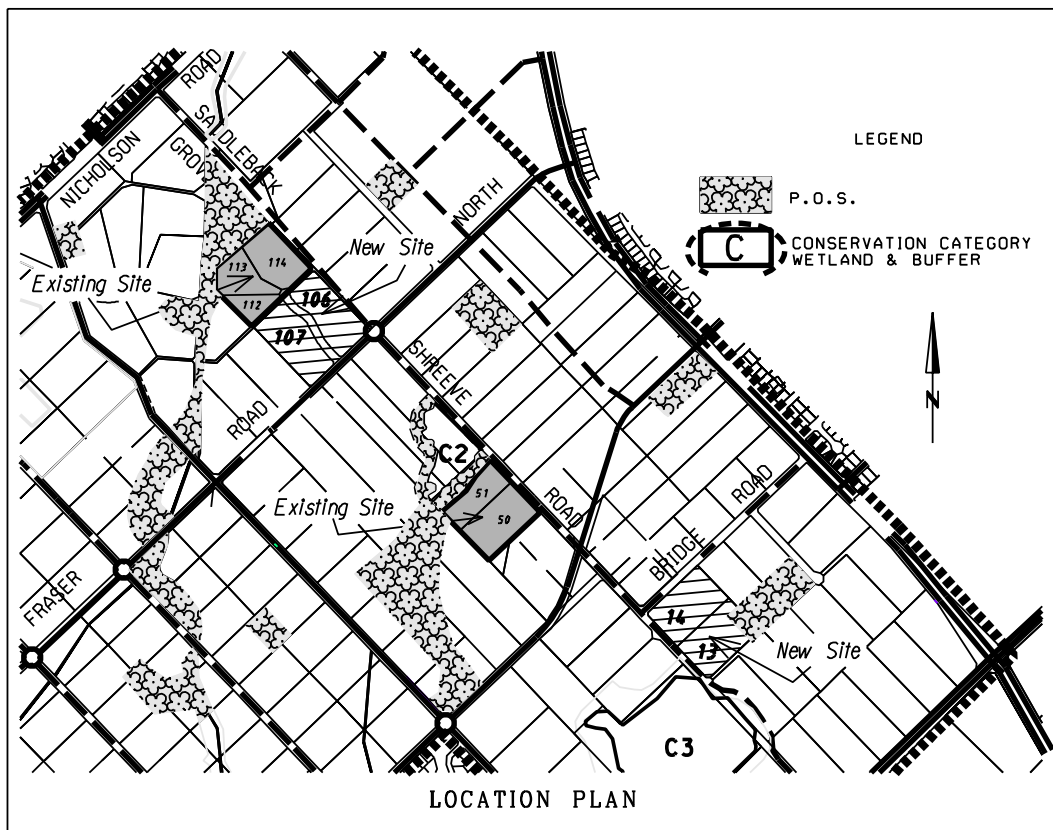 ROAD
NICHOLSON
SADDLEBACK
GROVE
LEGEND
P.O.S.
C
CONSERVATION CATEGORY
WETLAND & BUFFER
NORTH
New Site
113
114
Existing Site
112
106
107
ROAD
SHREEVE
N
C2
51
50
Existing Site
ROAD
ROAD
BRIDGE
FRASER
14
13
New Site
C3
LOCATION PLAN